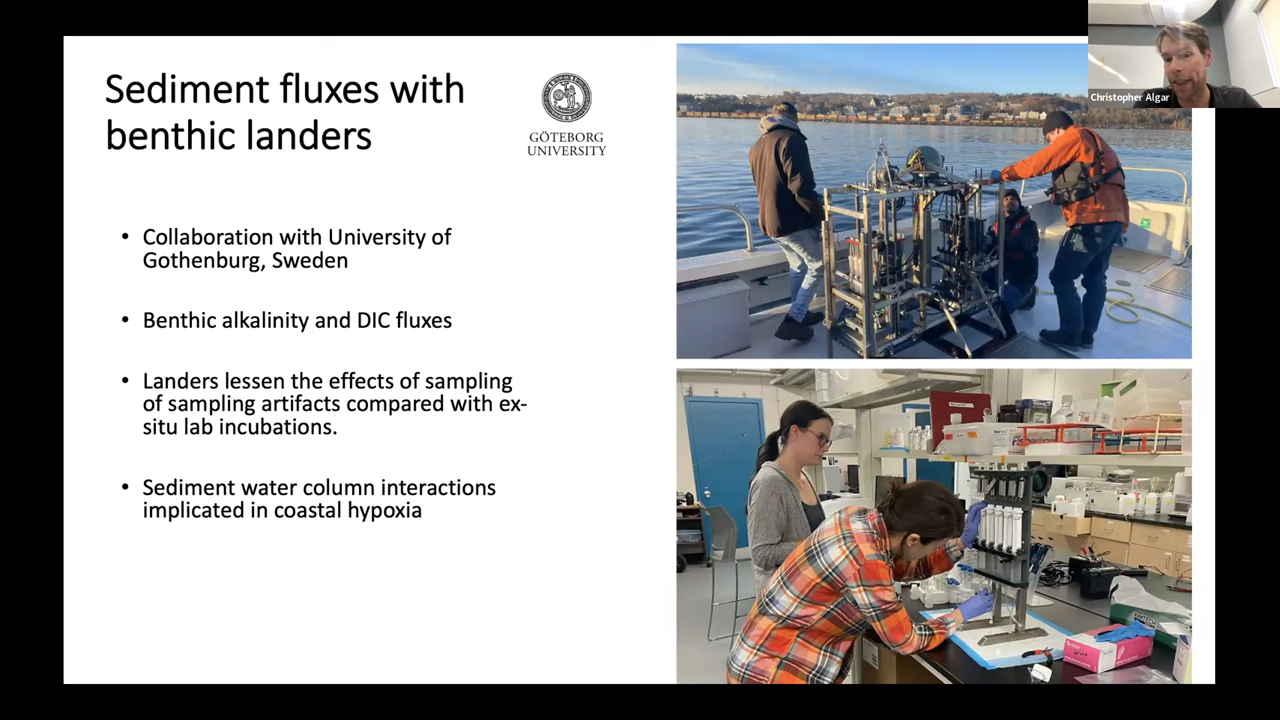 Sediment fluxes with
benthic landers
GÖTEBORG
UNIVERSITY
• Collaboration with University of
Gothenburg, Sweden
• Benthic alkalinity and DIC fluxes
• Landers lessen the effects of sampling
of sampling artifacts compared with ex-
situ lab incubations.
• Sediment water column interactions
implicated in coastal hypoxia
Christopher Algar